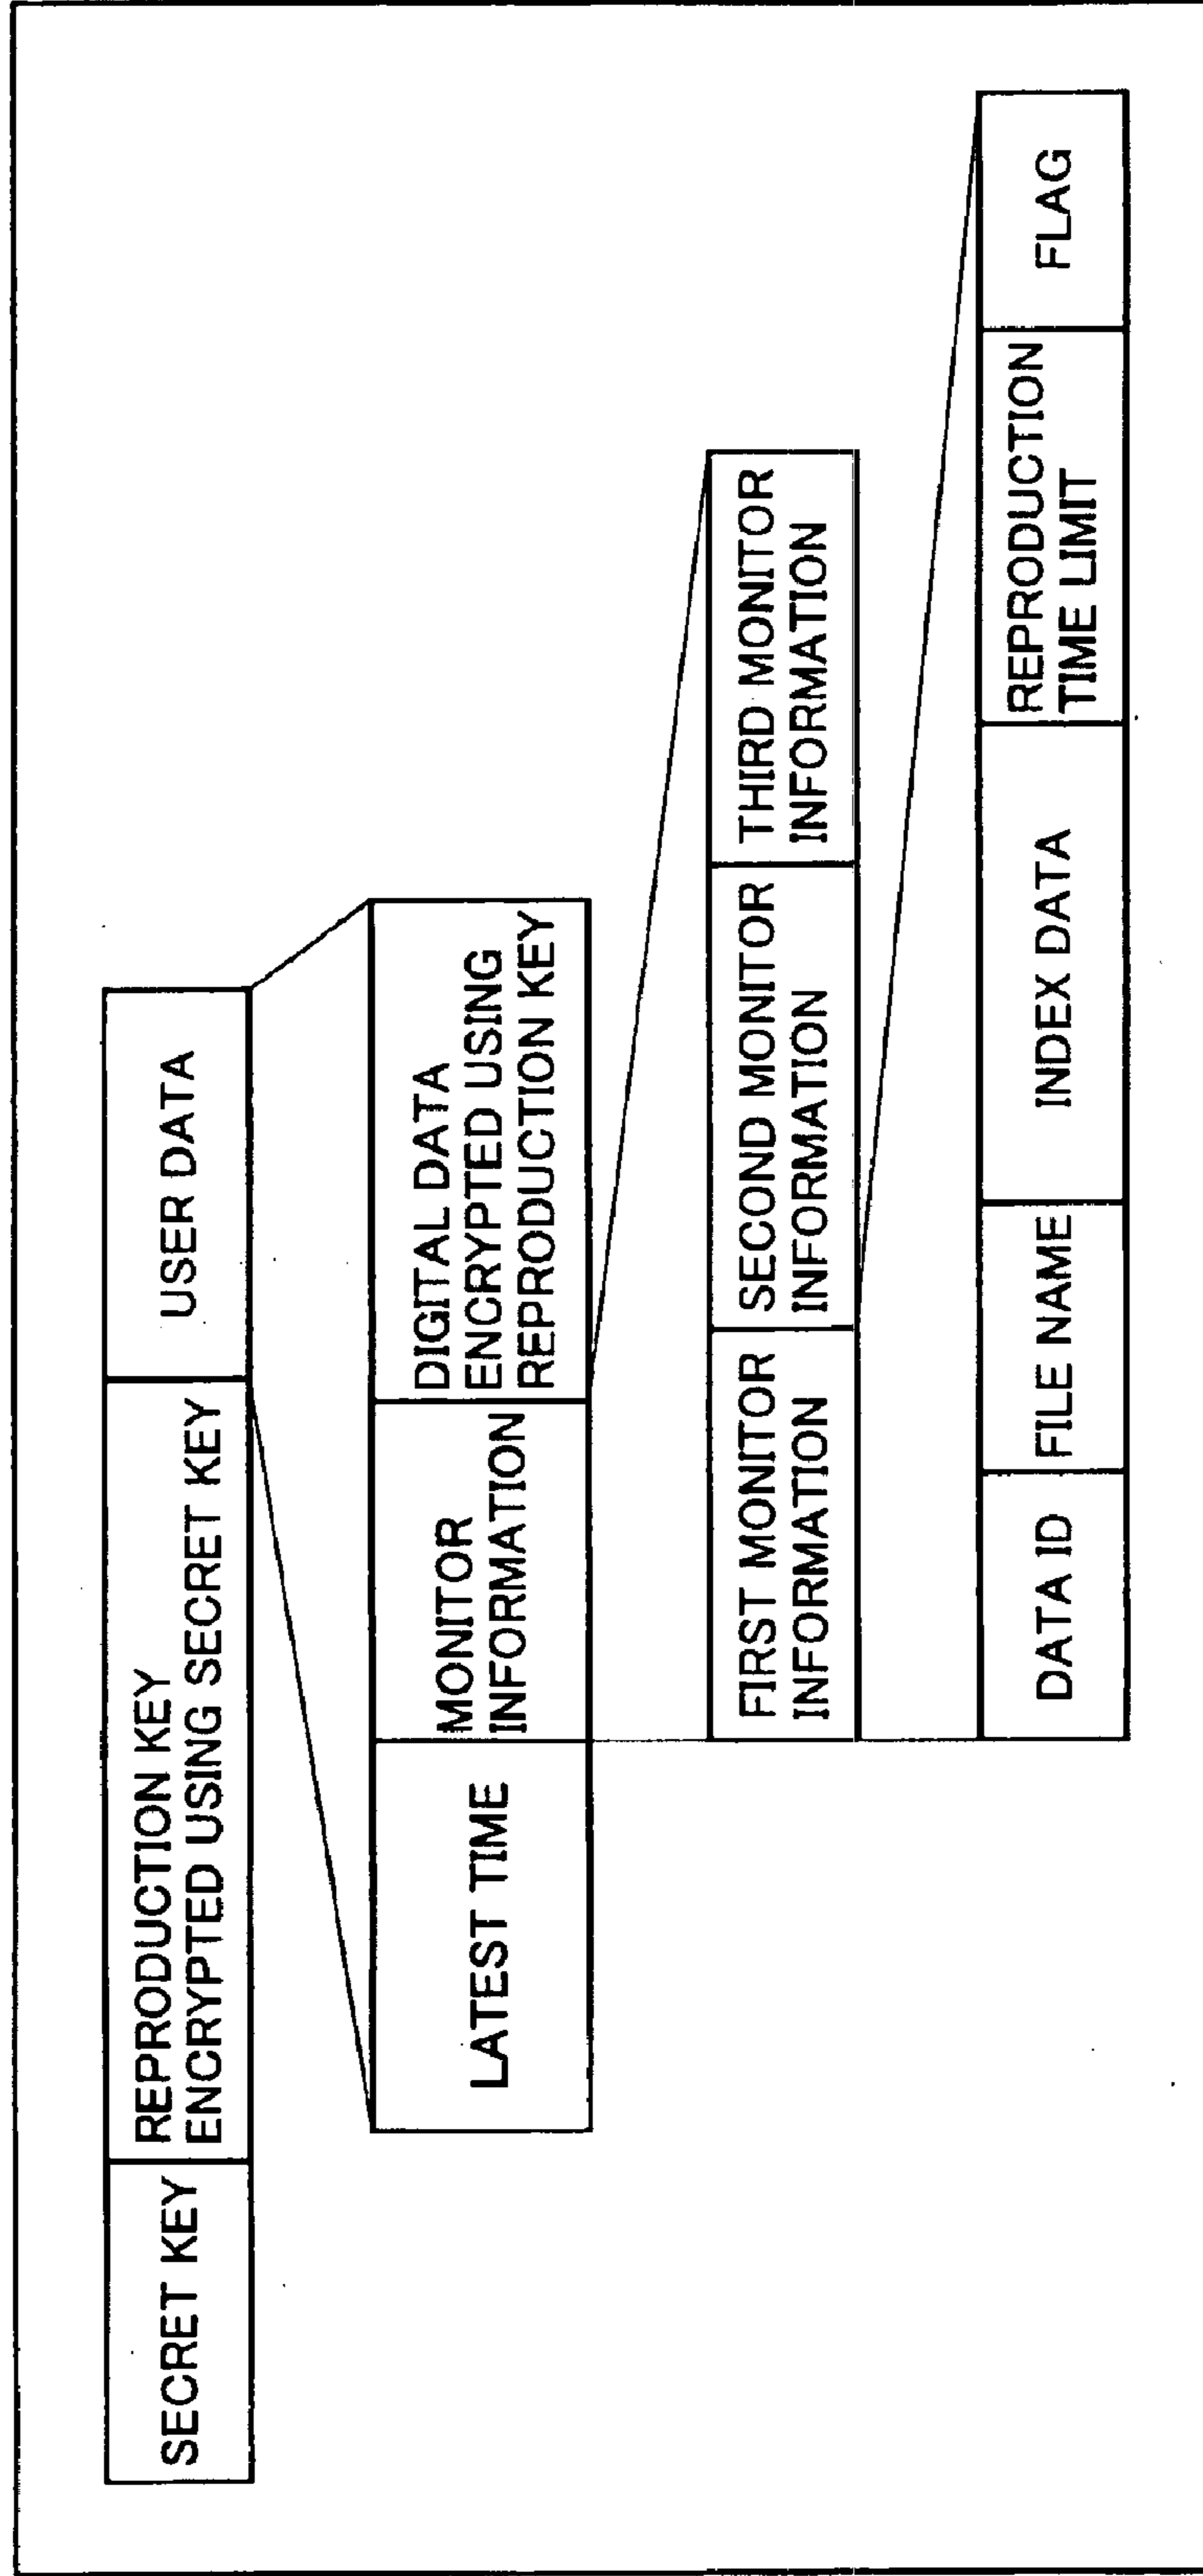 SECRET KEY
REPRODUCTION KEY
ENCRYPTED USING SECRET KEY
USER DATA
LATEST TIME
MONITOR
INFORMATION
DIGITAL DATA
ENCRYPTED USING
REPRODUCTION KEY
FIRST MONITOR
INFORMATION
SECOND MONITOR
INFORMATION
THIRD MONITOR
INFORMATION
DATA ID
FILE NAME
INDEX DATA
REPRODUCTION
TIME LIMIT
FLAG